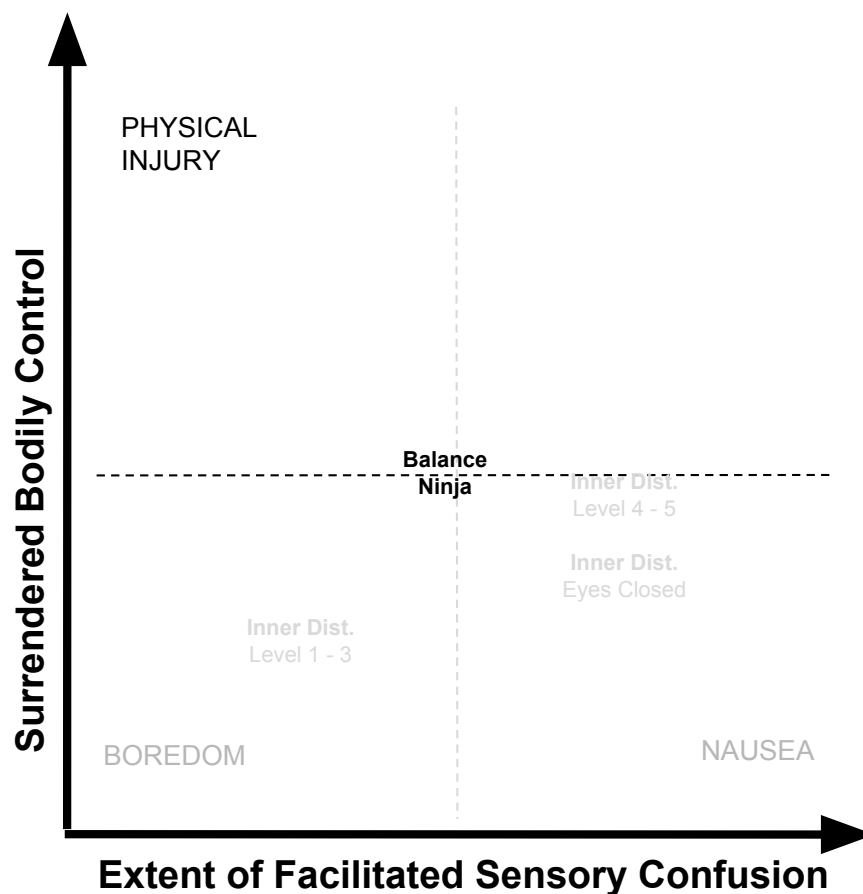 PHYSICAL
INJURY
Surrendered Bodily Control
Balance
Ninja
Inner Dist.
Level 4 - 5
Inner Dist.
Eyes Closed
Inner Dist.
Level 1 - 3
BOREDOM
NAUSEA
Extent of Facilitated Sensory Confusion